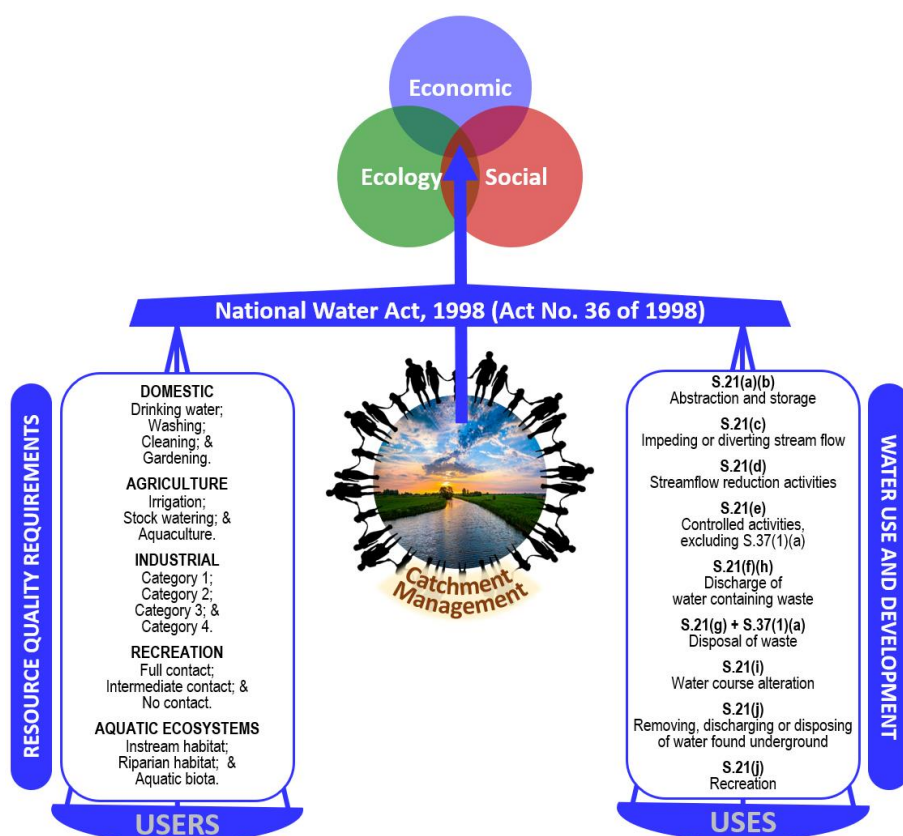 Economic
Ecology
Social
National Water Act, 1998 (Act No. 36 of 1998)
RESOURCE QUALITY REQUIREMENTS
DOMESTIC
Drinking water;
Washing;
Cleaning; &
Gardening.
AGRICULTURE
Irrigation;
Stock watering; &
Aquaculture.
INDUSTRIAL
Category 1;
Category 2;
Category 3; &
Category 4.
RECREATION
Full contact;
Intermediate contact; &
No contact.
AQUATIC ECOSYSTEMS
Instream habitat;
Riparian habitat; &
Aquatic biota.
USERS
Catchment
Management
S.21(a)(b)
Abstraction and storage
S.21(c)
Impeding or diverting stream flow
S.21(d)
Streamflow reduction activities
S.21(e)
Controlled activities,
excluding S.37(1)(a)
S.21(f)(h)
Discharge of
water containing waste
S.21(g) + S.37(1)(a)
Disposal of waste
S.21(i)
Water course alteration
S.21(j)
Removing, discharging or disposing
of water found underground
S.21(j)
Recreation
USES
WATER USE AND DEVELOPMENT